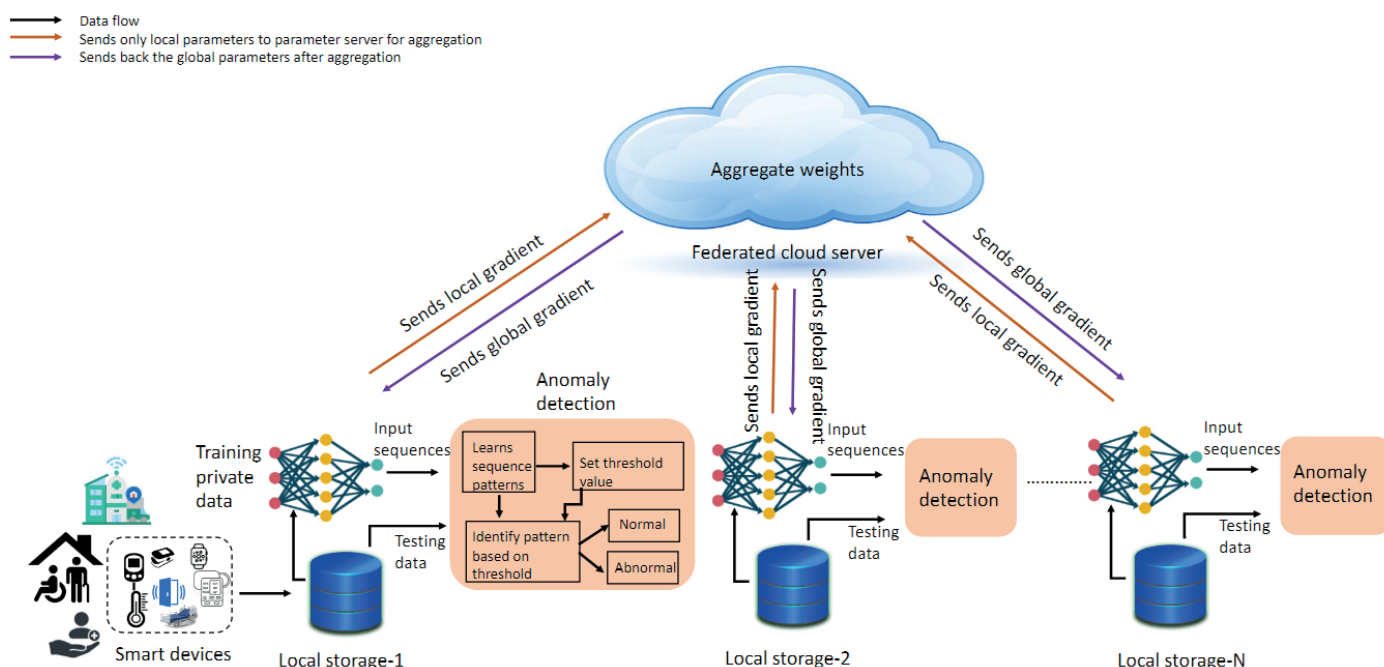 Data flow
Sends only local parameters to parameter server for aggregation
Sends back the global parameters after aggregation
Aggregate weights
Federated cloud server
Sends local gradient
Sends global gradient
Sends local gradient
Sends global gradient
Sends global gradient
Sends local gradient
Anomaly
detection
Training
private
data
Input
sequences
Learns
sequence
patterns
Set threshold
value
Identify pattern
based on
threshold
Normal
Abnormal
Testing
data
Input
sequences
Anomaly
detection
Testing
data
Input
sequences
Anomaly
detection
Testing
data
Smart devices
Local storage-1
Local storage-2
Local storage-N